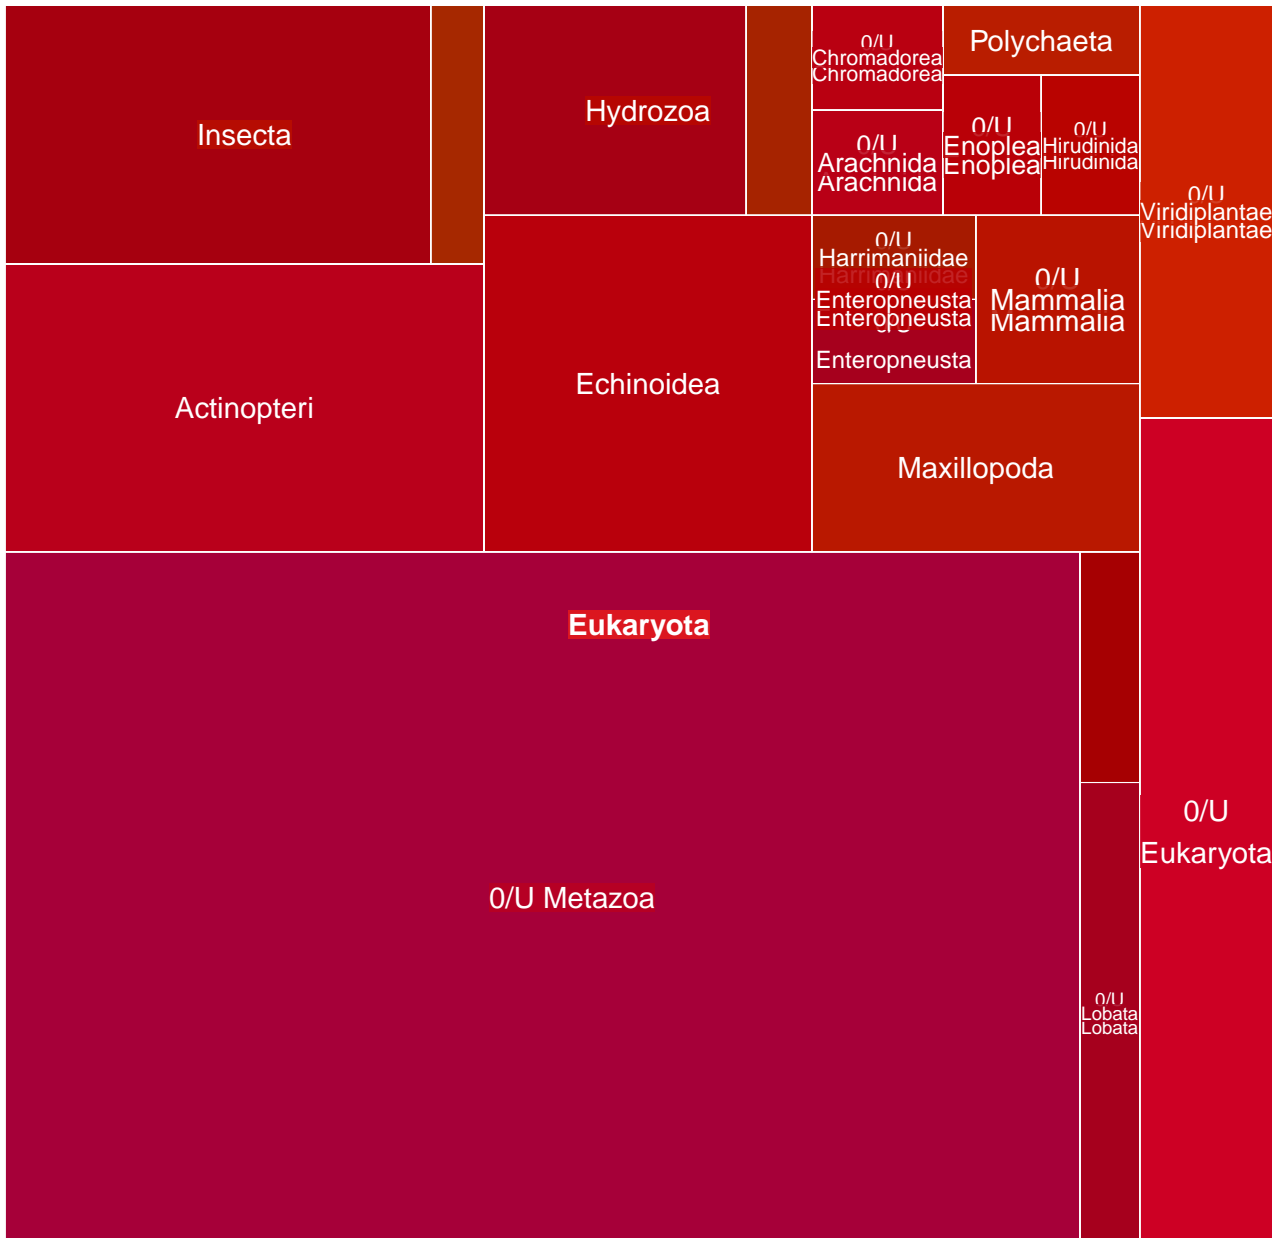 Insecta
Hydrozoa
0/U
Chromadorea
Chromadorea
Polychaeta
0/U
Arachnida
Arachnida
0/U
Enoplea
Enoplea
0/U
Hirudinida
Hirudinida
0/U
Viridiplantae
Viridiplantae
Actinopteri
Echinoidea
0/U
Harrimaniidae
Harrimaniidae
0/U
Enteropneusta
Enteropneusta
Enteropneusta
0/U
Mammalia
Mammalia
Maxillopoda
Eukaryota
0/U Metazoa
0/U
Lobata
Lobata
0/U
Eukaryota